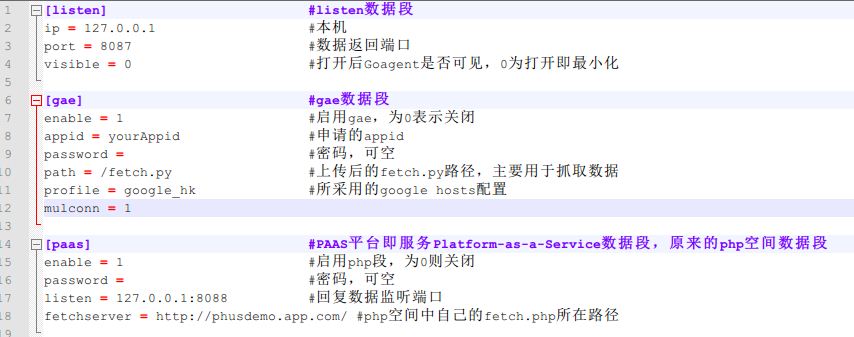 1 [listen] #listen数据段
2 ip = 127.0.0.1 #本机
3 port = 8087 #数据返回端口
4 visible = 0 #打开后Goagent是否可见，0为打开即最小化
5
6 [gae] #gae数据段
7 enable = 1 #启用gae，为0表示关闭
8 appid = yourAppid #申请的appid
9 password = #密码，可空
10 path = /fetch.py #上传后的fetch.py路径，主要用于抓取数据
11 profile = google_hk #所采用的google hosts配置
12 mulconn = 1
13
14 [paas] #PAAS平台即服务Platform-as-a-Service数据段，原来的php空间数据段
15 enable = 1 #启用php段，为0则关闭
16 password = #密码，可空
17 listen = 127.0.0.1:8088 #回复数据监听端口
18 fetchserver = http://phusdemo.app.com/ #php空间中自己的fetch.php所在路径
19